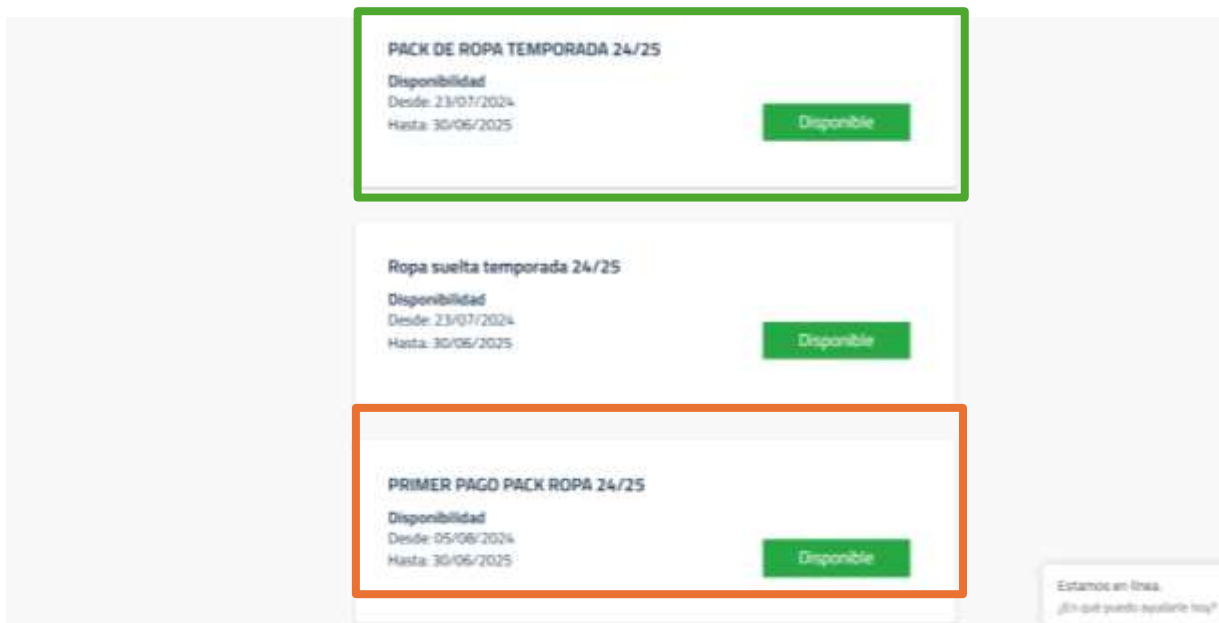 PACK DE ROPA TEMPORADA 24/25
Disponibilidad
Desde: 23/07/2024
Hasta: 30/06/2025
Disponible
Ropa suelta temporada 24/25
Disponibilidad
Desde: 23/07/2024
Hasta: 30/06/2025
Disponible
PRIMER PAGO PACK ROPA 24/25
Disponibilidad
Desde: 05/08/2024
Hasta: 30/06/2025
Disponible
Estamos en línea.
¿En qué puedo ayudarle hoy?